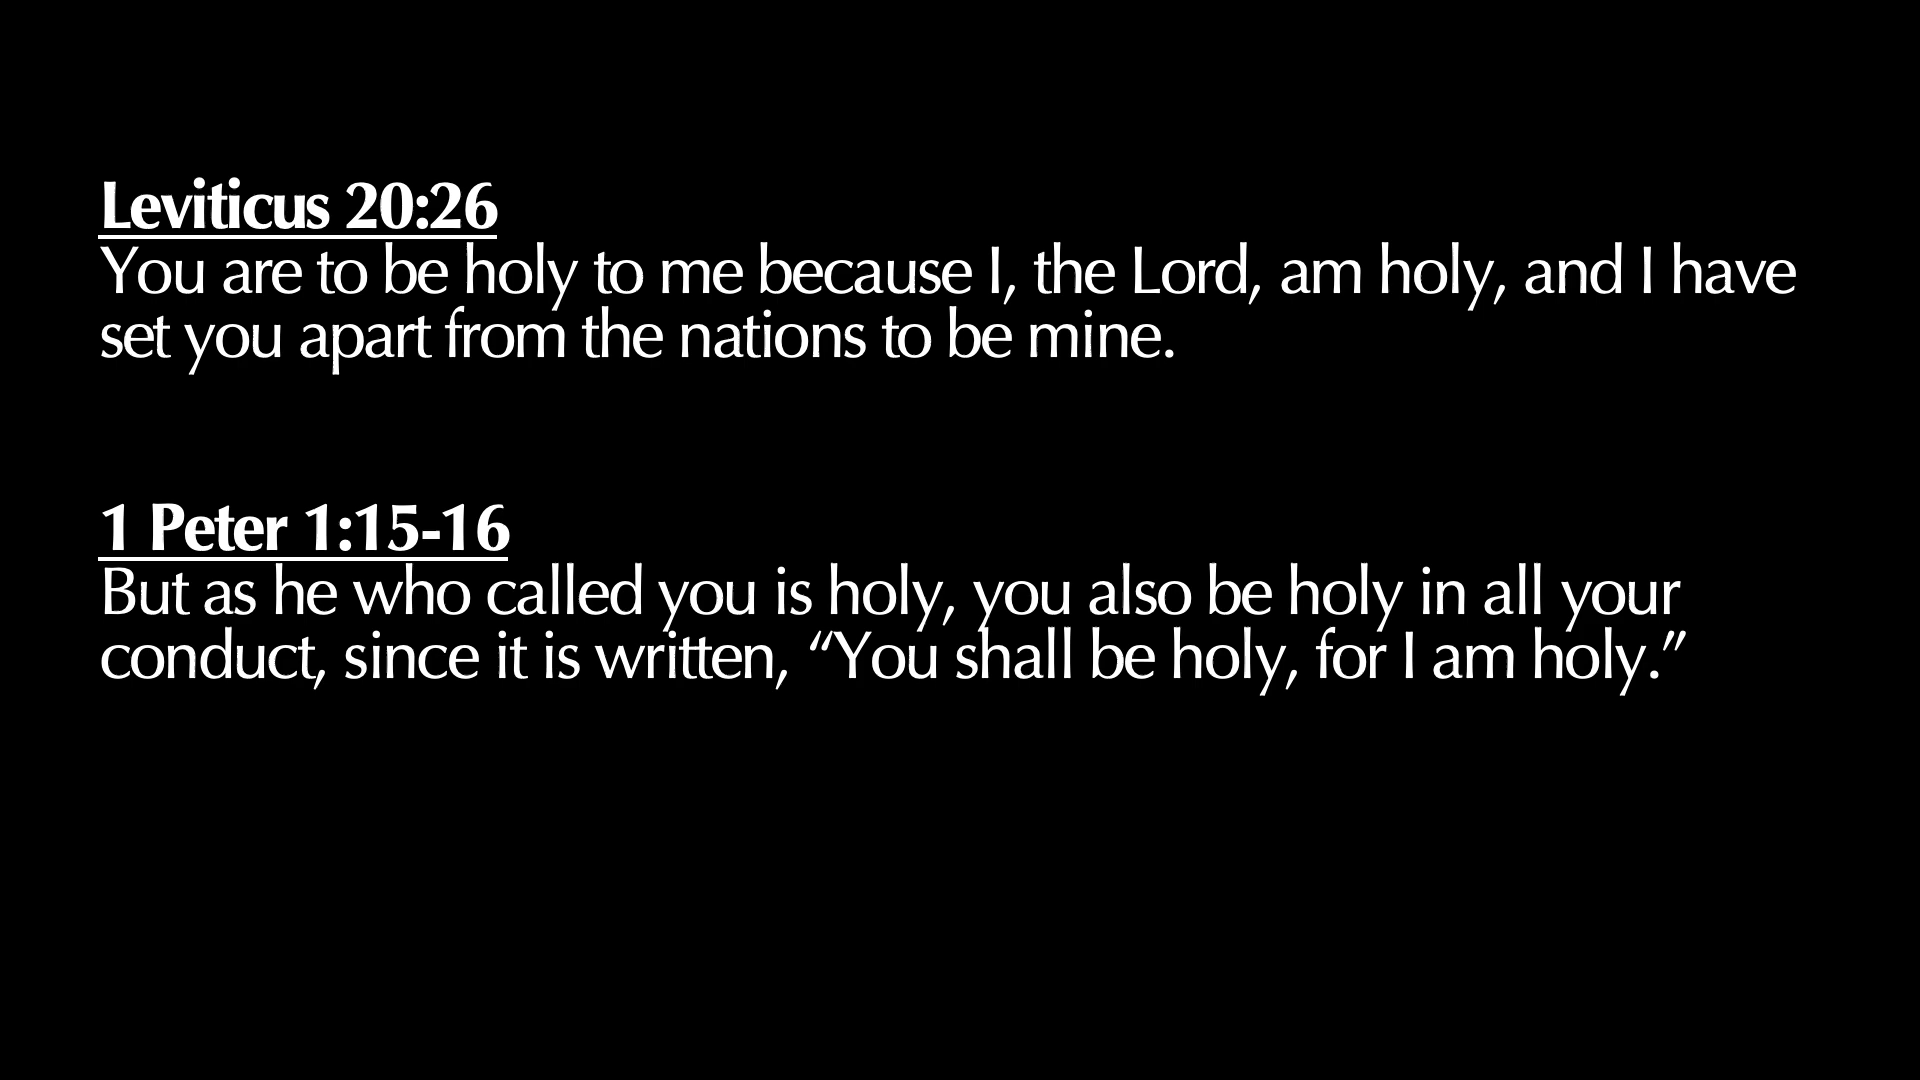 Leviticus 20:26
You are to be holy to me because I, the Lord, am holy, and I have
set you apart from the nations to be mine.
1 Peter 1:15-16
But as he who called you is holy, you also be holy in all your
conduct, since it is written, “You shall be holy, for I am holy.”